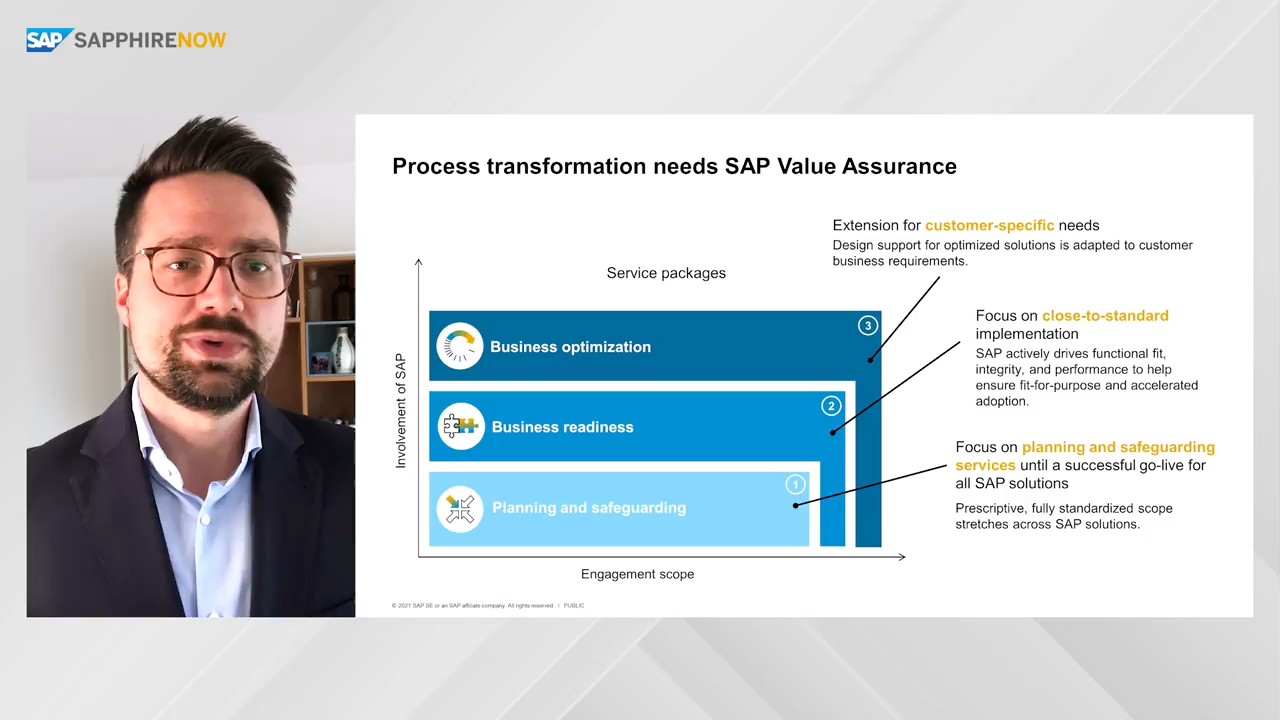 SAP SAPPHIRE NOW
Process transformation needs SAP Value Assurance
Extension for customer-specific needs
Design support for optimized solutions is adapted to customer
business requirements.
Service packages
Involvement of SAP
3
Business optimization
Focus on close-to-standard
implementation
SAP actively drives functional fit,
integrity, and performance to help
ensure fit-for-purpose and accelerated
adoption.
2
Business readiness
Focus on planning and safeguarding
services until a successful go-live for
all SAP solutions
Prescriptive, fully standardized scope
stretches across SAP solutions.
1
Planning and safeguarding
Engagement scope
© 2021 SAP SE or an SAP affiliate company. All rights reserved. | PUBLIC